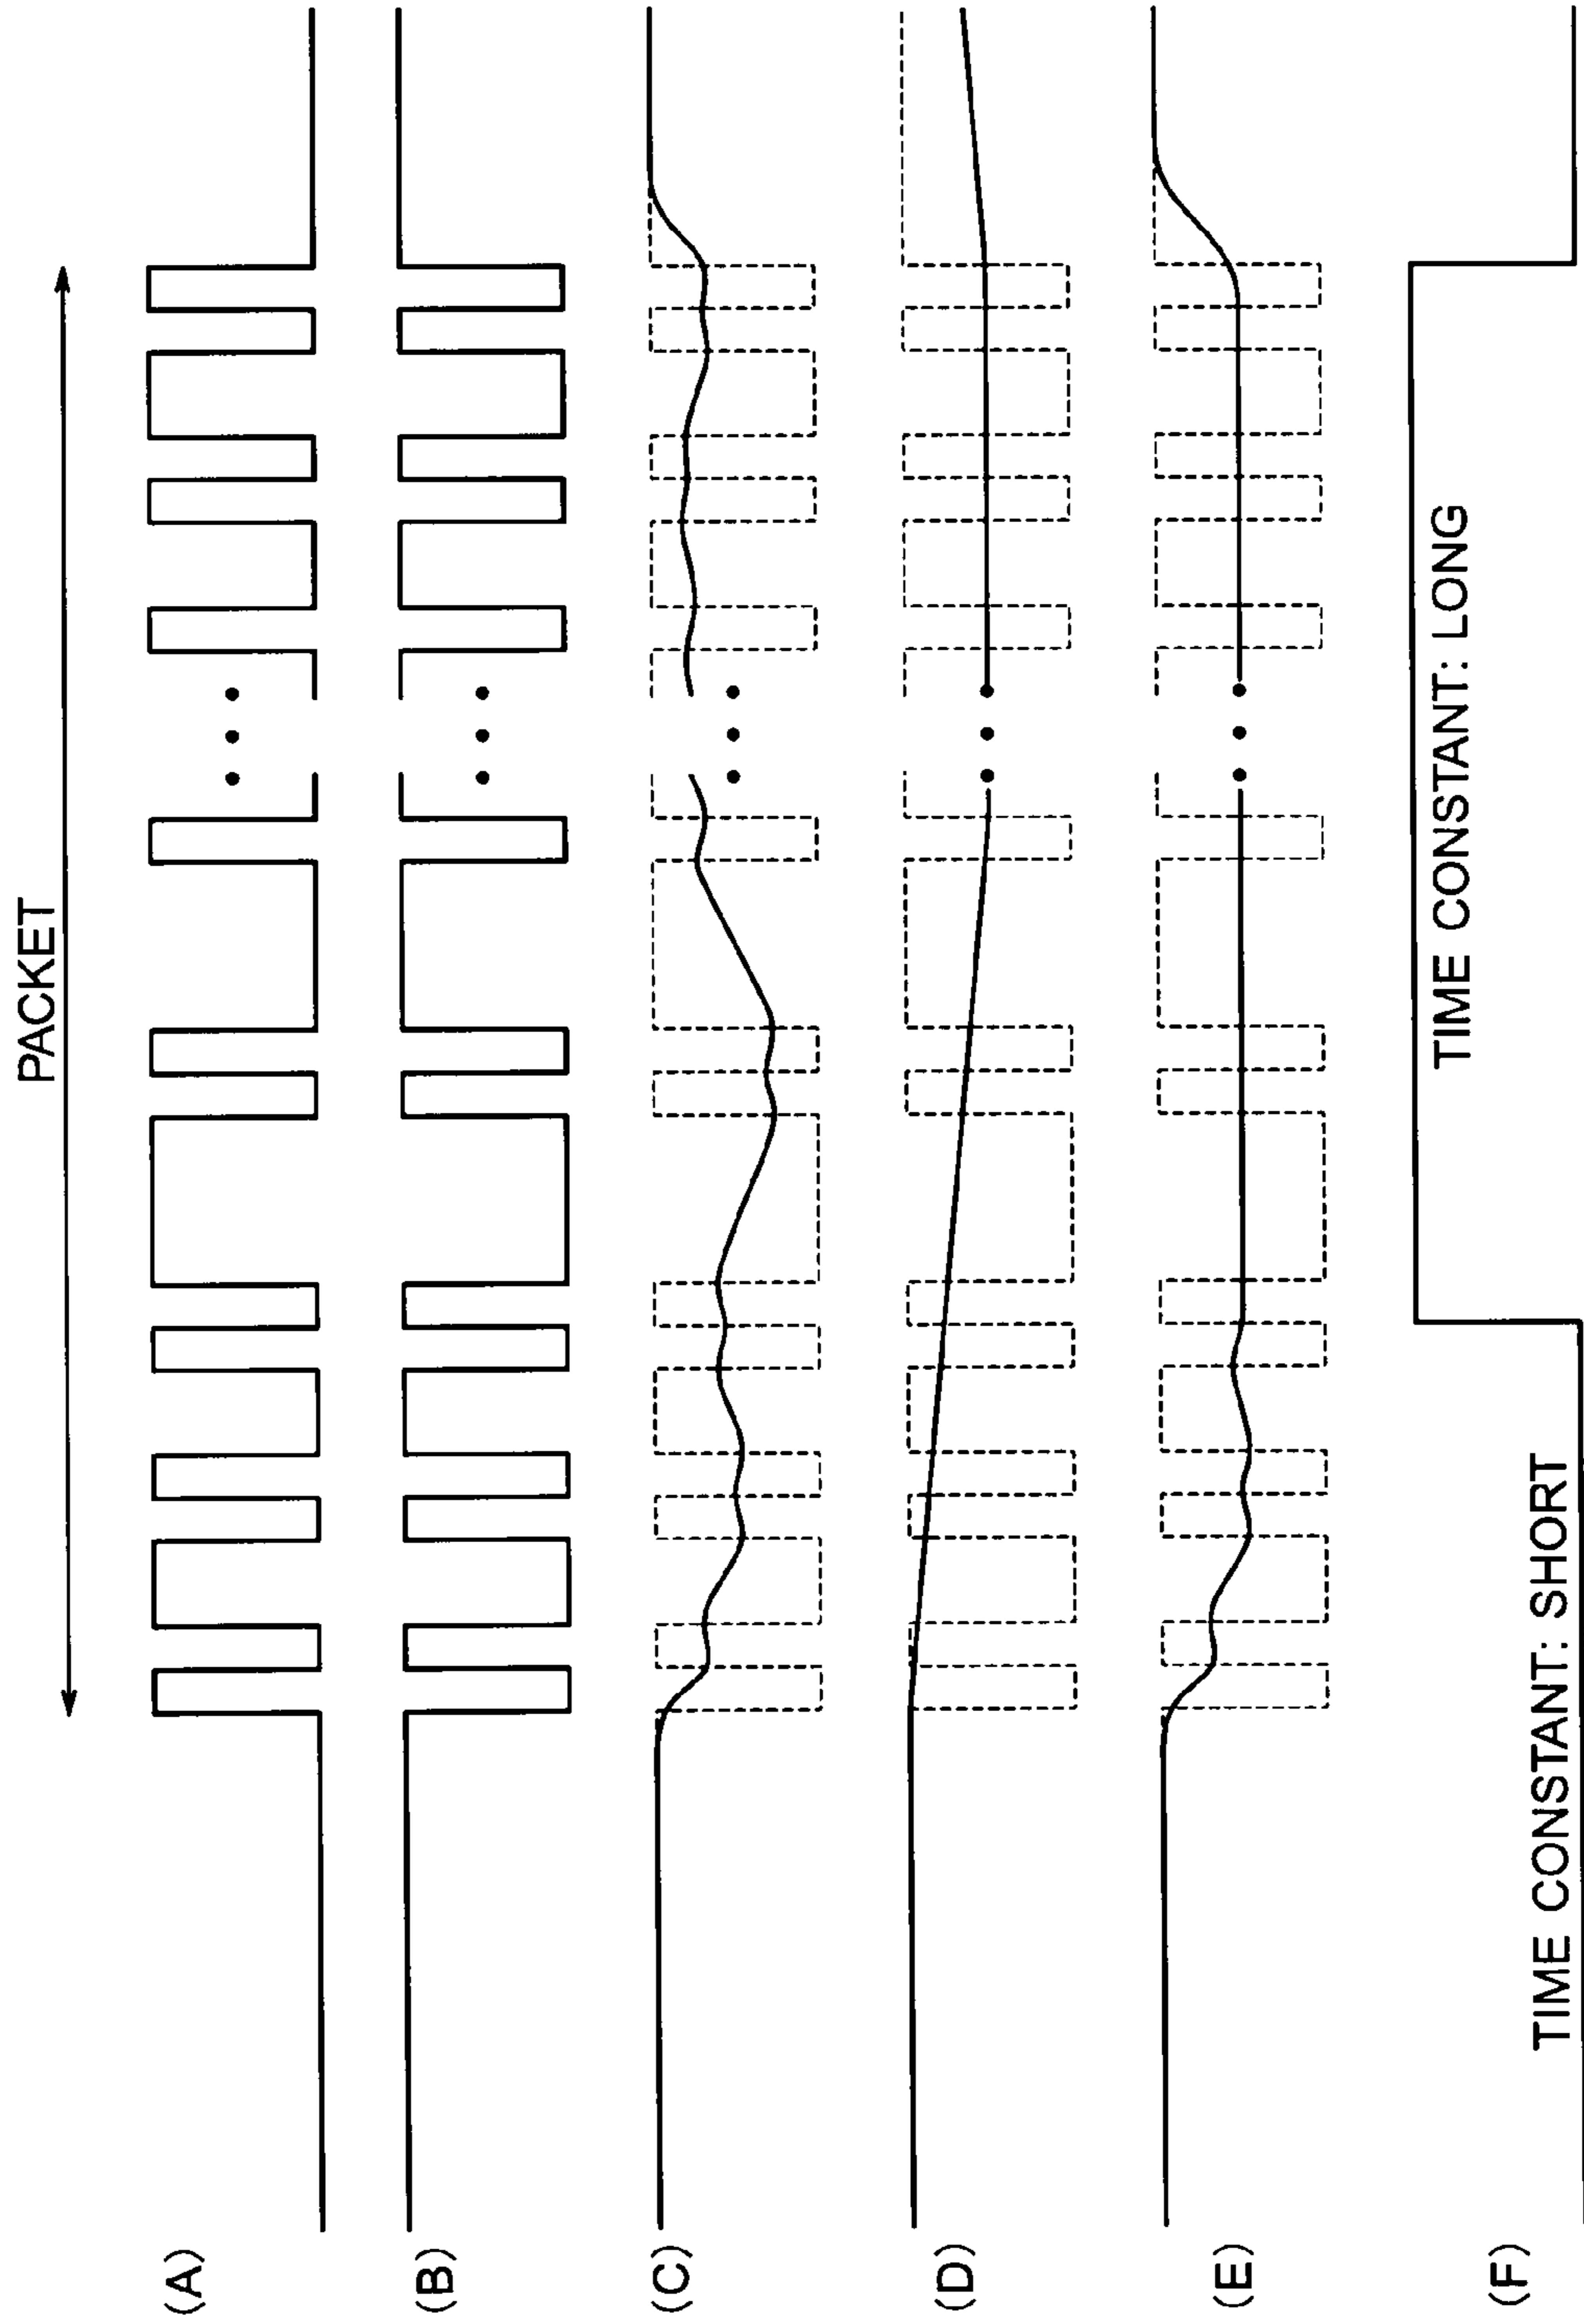 PACKET
(A)
(B)
(C)
(D)
(E)
(F)
TIME CONSTANT: SHORT
TIME CONSTANT: LONG